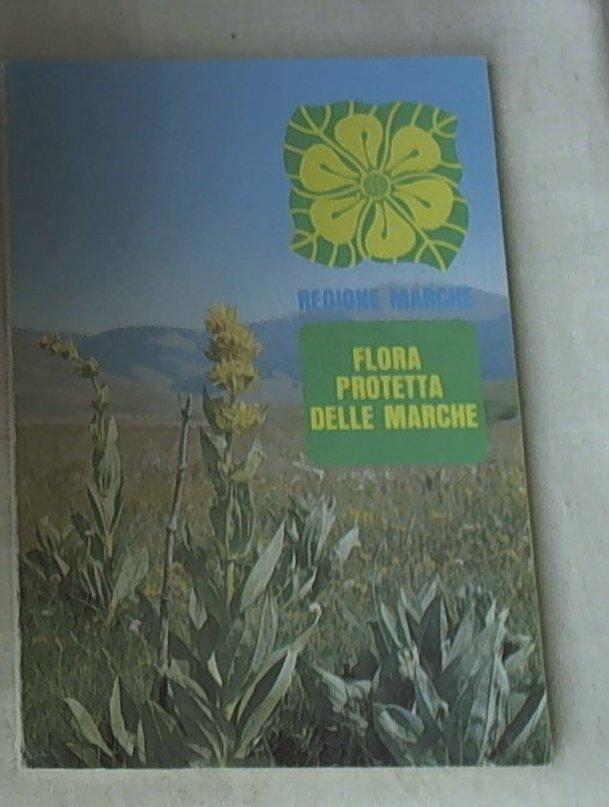 REGIONE MARCHE
FLORA
PROTETTA
DELLE MARCHE